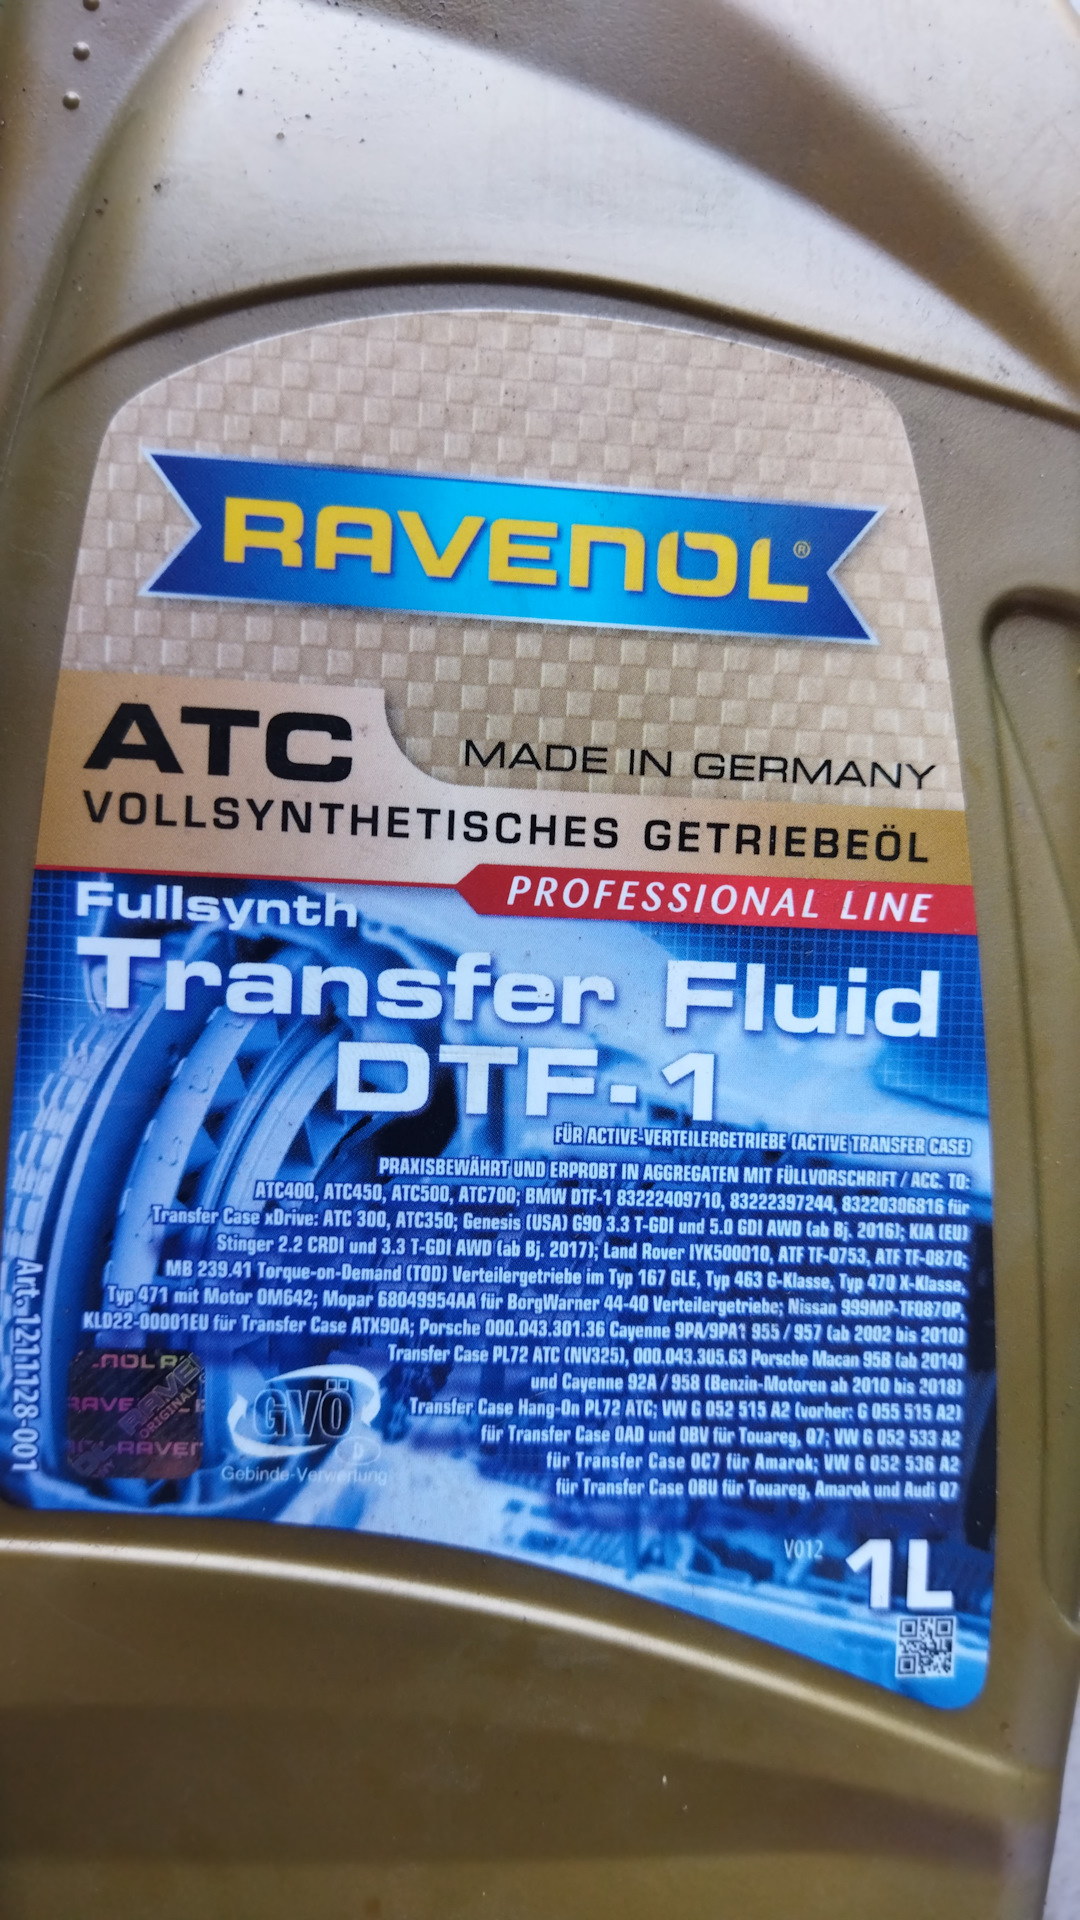 RAVENOL®
ATC
MADE IN GERMANY
VOLLSYNTHETISCHES GETRIEBEÖL
PROFESSIONAL LINE
Fullsynth
Transfer Fluid
DTF-1
FÜR ACTIVE-VERTEILERGETRIEBE (ACTIVE TRANSFER CASE)
PRAXISBEWÄHRT UND ERPROBT IN AGGREGATEN MIT FÜLLVORSCHRIFT / ACC. TO:
ATC400, ATC450, ATC500, ATC700; BMW DTF-1 83222409710, 83222397244, 83220306816 für
Transfer Case xDrive: ATC 300, ATC350; Genesis (USA) G90 3.3 T-GDI und 5.0 GDI AWD (ab Bj. 2016); KIA (EU)
Stinger 2.2 CRDI und 3.3 T-GDI AWD (ab Bj. 2017); Land Rover IYK500010, ATF TF-0753, ATF TF-0870;
MB 239.41 Torque-on-Demand (TOD) Verteilergetriebe im Typ 167 GLE, Typ 463 G-Klasse, Typ 470 X-Klasse,
Typ 471 mit Motor OM642; Mopar 68049954AA für BorgWarner 44-40 Verteilergetriebe; Nissan 999MP-TF0870P,
KLD22-00001EU für Transfer Case ATX90A; Porsche 000.043.301.36 Cayenne 9PA/9PA1 955 / 957 (ab 2002 bis 2010)
Transfer Case PL72 ATC (NV325), 000.043.305.63 Porsche Macan 95B (ab 2014)
und Cayenne 92A / 958 (Benzin-Motoren ab 2010 bis 2018)
Transfer Case Hang-On PL72 ATC; VW G 052 515 A2 (vorher: G 055 515 A2)
für Transfer Case 0AD und 0BV für Touareg, Q7; VW G 052 533 A2
für Transfer Case 0C7 für Amarok; VW G 052 536 A2
für Transfer Case 0BU für Touareg, Amarok und Audi Q7
Art. 1211128-001
RAVENOL
ORIGINAL
GVÖ
D
Gebinde-Verwertung
V012
1L